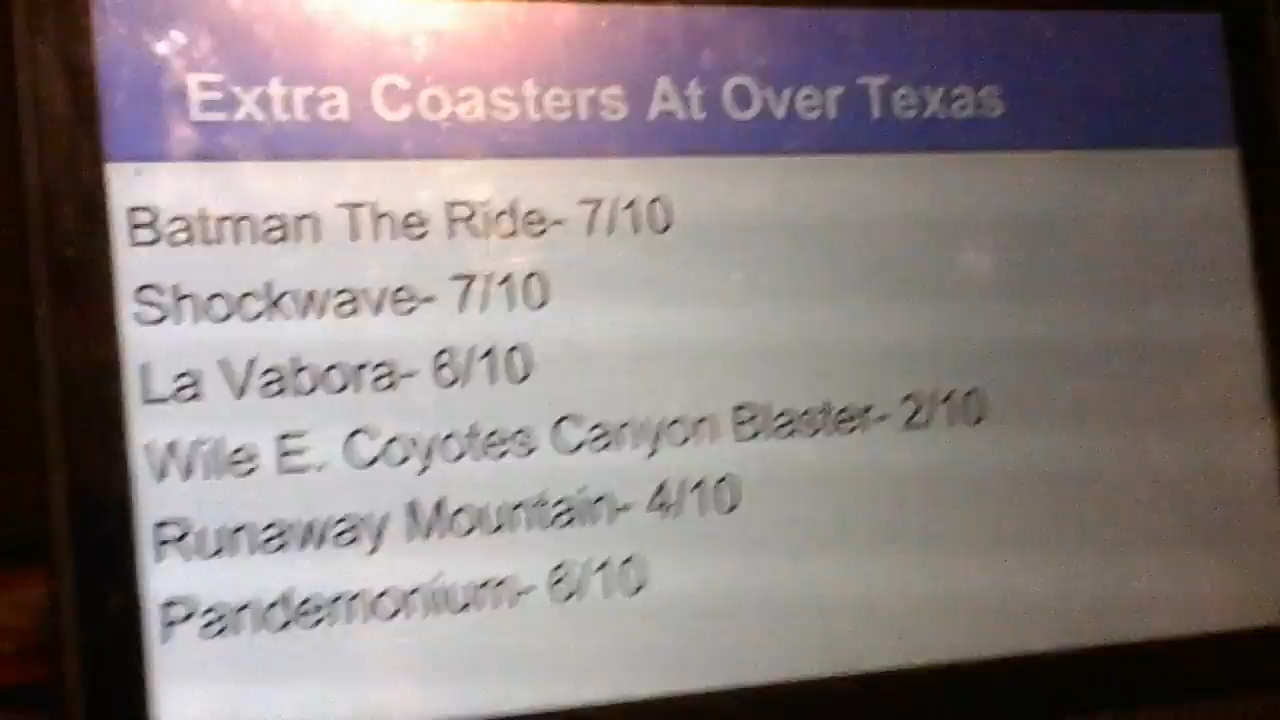 Extra Coasters At Over Texas
Batman The Ride- 7/10
Shockwave- 7/10
La Vabora- 6/10
Wile E. Coyotes Canyon Blaster- 2/10
Runaway Mountain- 4/10
Pandemonium- 6/10